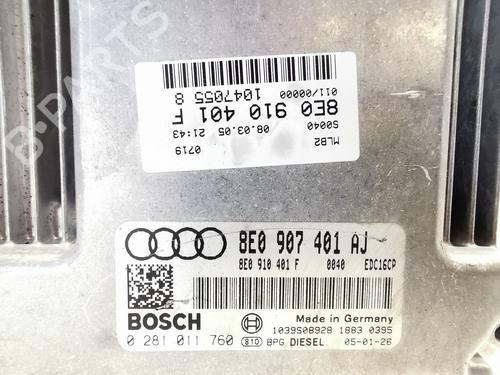 B-PARTS
MLB2 0719
S0040 08.03.05 21:43
8E0 910 401 F
011/00000 1047055 8
8E0 907 401 AJ
8E0 910 401 F 0040 EDC16CP
BOSCH
Made in Germany
1039S08928 1883 0395
0 281 011 760 810 BPG DIESEL 05-01-26